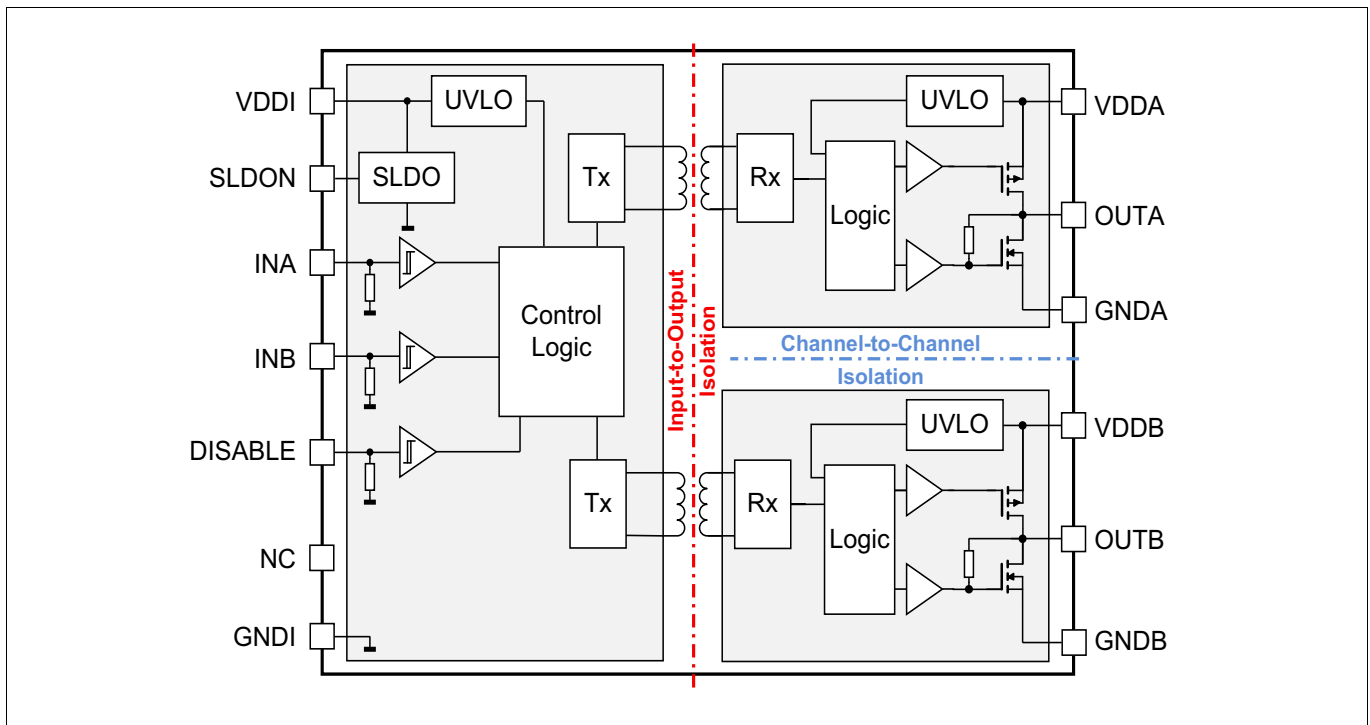 VDDI
SLDON
INA
INB
DISABLE
NC
GNDI
UVLO
SLDO
Control
Logic
Tx
Tx
Input-to-Output
Isolation
Rx
UVLO
Logic
VDDA
OUTA
GNDA
Channel-to-Channel
Isolation
Rx
UVLO
Logic
VDDB
OUTB
GNDB